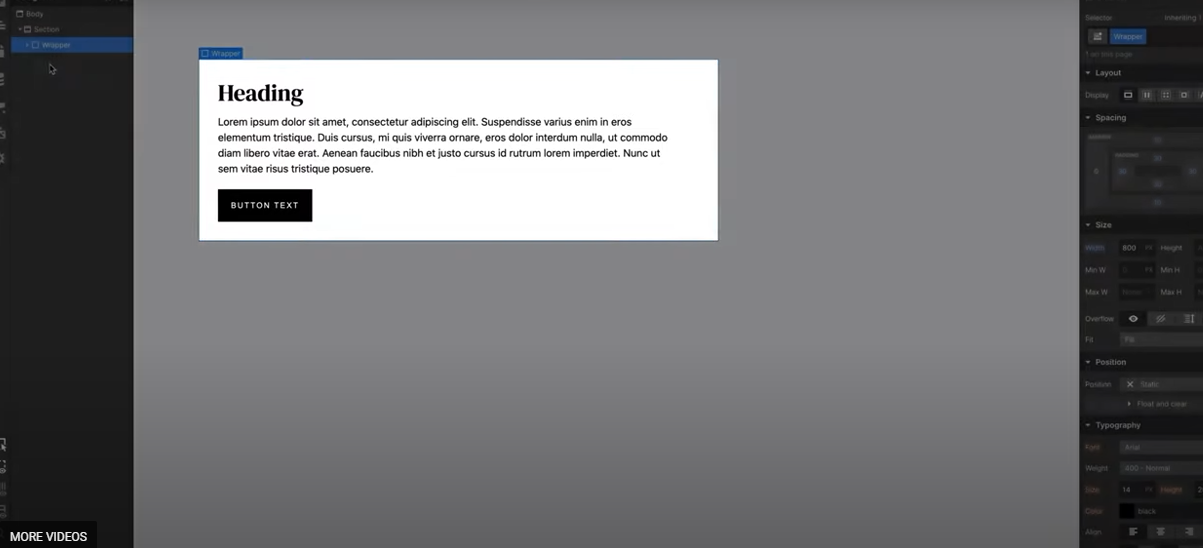 Body
Section
Wrapper
Wrapper
Heading
Lorem ipsum dolor sit amet, consectetur adipiscing elit. Suspendisse varius enim in eros
elementum tristique. Duis cursus, mi quis viverra ornare, eros dolor interdum nulla, ut commodo
diam libero vitae erat. Aenean faucibus nibh et justo cursus id rutrum lorem imperdiet. Nunc ut
sem vitae risus tristique posuere.
BUTTON TEXT
MORE VIDEOS
Selector Inheriting
Wrapper
1 on this page
Layout
Display
Spacing
Size
Width 800 PX Height
Min W 0 PX Min H
Max W None Max H
Overflow
Fit Fill
Position
Position Static
Float and clear
Typography
Font Arial
Weight 400 - Normal
Size 14 PX Height 2
Color black
Align